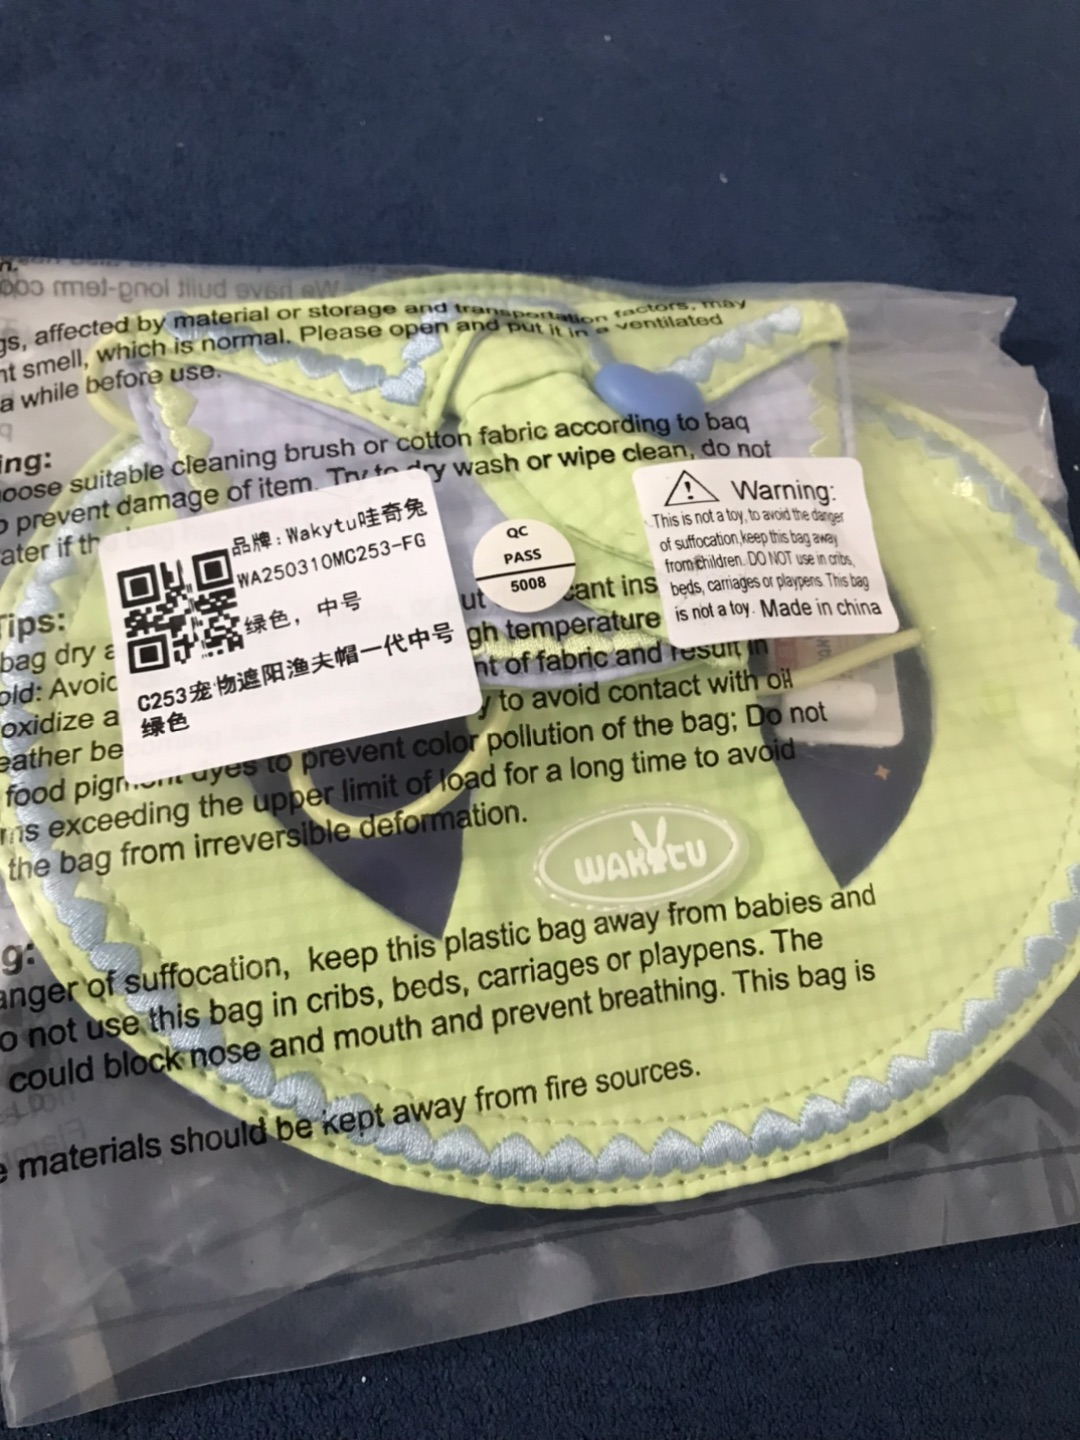 We have built long-term
gs, affected by material or storage and transportation factors, may
nt smell, which is normal. Please open and put it in a ventilated
a while before use.
ing:
oose suitable cleaning brush or cotton fabric according to bag
o prevent damage of item. Try to dry wash or wipe clean, do not
ater if th
品牌：Wakytu哇奇兔
WA250310MC253-FG
绿色，中号
C253宠物遮阳渔夫帽一代中号
绿色
QC
PASS
5008
Warning:
This is not a toy, to avoid the danger
of suffocation,keep this bag away
from children. DO NOT use in cribs,
beds, carriages or playpens. This bag
is not a toy. Made in china
Tips:
ut cant ins
bag dry a gh temperature
old: Avoid nt of fabric and result in
oxidize a y to avoid contact with oil
eather be to prevent color pollution of the bag; Do not
food pigment dyes
ms exceeding the upper limit of load for a long time to avoid
the bag from irreversible deformation.
WAKYTU
g:
anger of suffocation, keep this plastic bag away from babies and
o not use this bag in cribs, beds, carriages or playpens. The
could block nose and mouth and prevent breathing. This bag is
e materials should be kept away from fire sources.